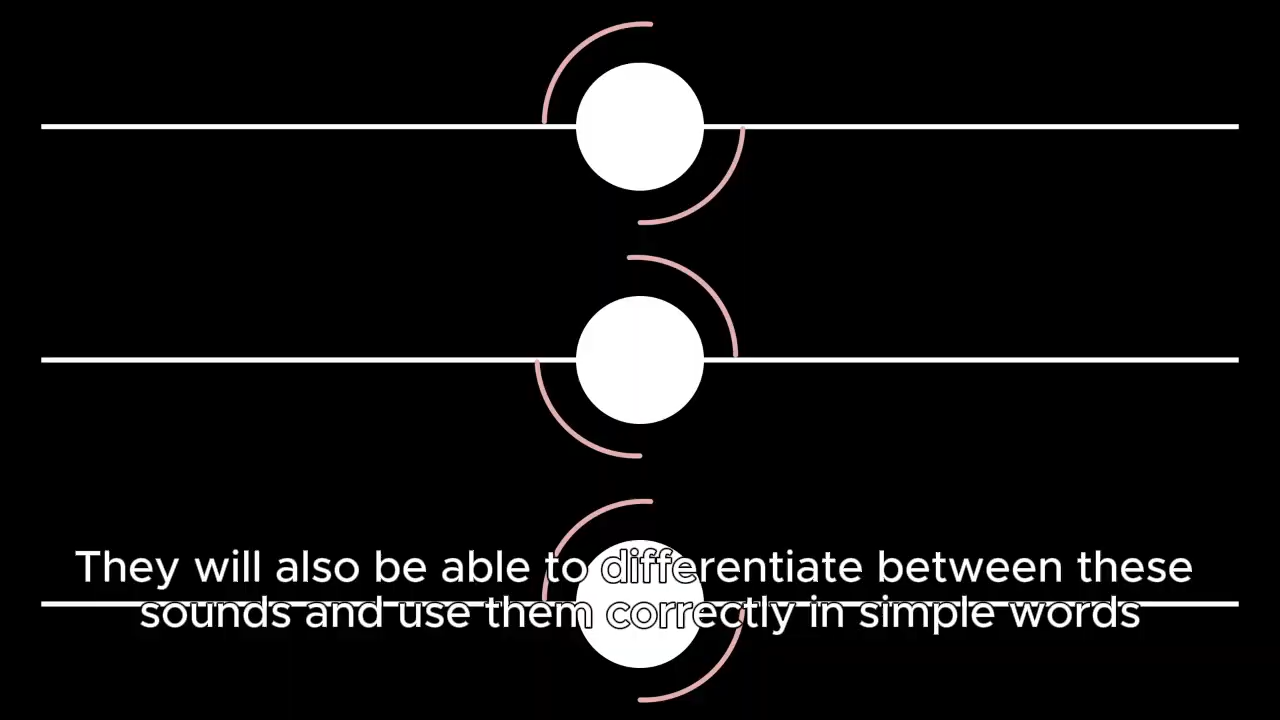 They will also be able to differentiate between these
sounds and use them correctly in simple words